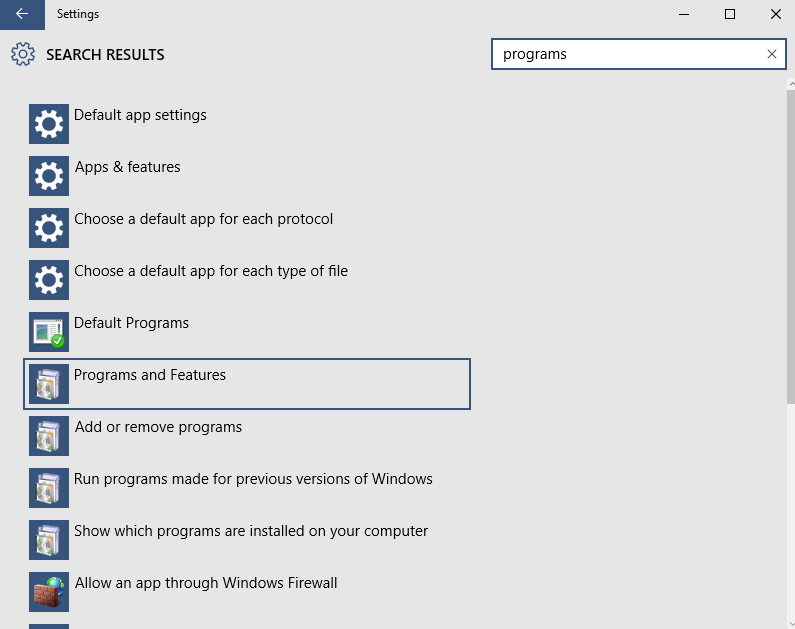 Settings
SEARCH RESULTS
programs
Default app settings
Apps & features
Choose a default app for each protocol
Choose a default app for each type of file
Default Programs
Programs and Features
Add or remove programs
Run programs made for previous versions of Windows
Show which programs are installed on your computer
Allow an app through Windows Firewall